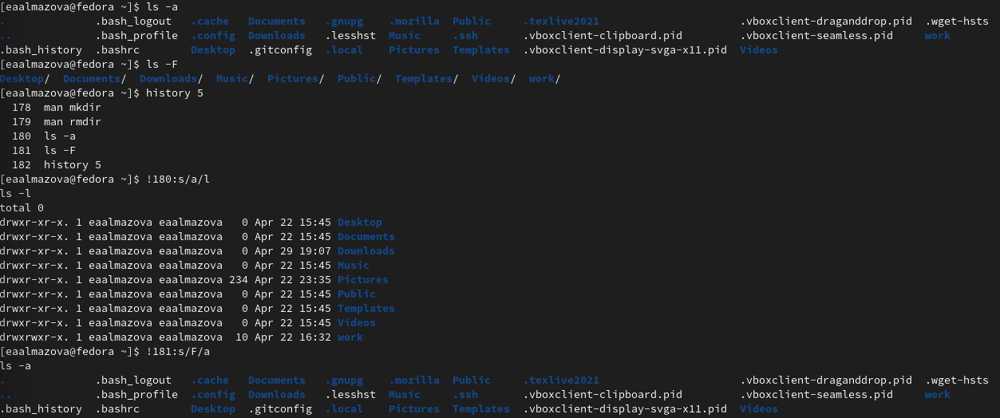 [eaalmazova@fedora ~]$ ls -a
.              .bash_logout   .cache   Documents   .gnupg    .mozilla  Public     .texlive2021                      .vboxclient-draganddrop.pid  .wget-hsts
..             .bash_profile  .config  Downloads   .lesshst  Music     .ssh       .vboxclient-clipboard.pid         .vboxclient-seamless.pid     work
.bash_history  .bashrc        Desktop  .gitconfig  .local    Pictures  Templates  .vboxclient-display-svga-x11.pid  Videos
[eaalmazova@fedora ~]$ ls -F
Desktop/  Documents/  Downloads/  Music/  Pictures/  Public/  Templates/  Videos/  work/
[eaalmazova@fedora ~]$ history 5
  178  man mkdir
  179  man rmdir
  180  ls -a
  181  ls -F
  182  history 5
[eaalmazova@fedora ~]$ !180:s/a/l
ls -l
total 0
drwxr-xr-x. 1 eaalmazova eaalmazova   0 Apr 22 15:45 Desktop
drwxr-xr-x. 1 eaalmazova eaalmazova   0 Apr 22 15:45 Documents
drwxr-xr-x. 1 eaalmazova eaalmazova   0 Apr 29 19:07 Downloads
drwxr-xr-x. 1 eaalmazova eaalmazova   0 Apr 22 15:45 Music
drwxr-xr-x. 1 eaalmazova eaalmazova 234 Apr 22 23:35 Pictures
drwxr-xr-x. 1 eaalmazova eaalmazova   0 Apr 22 15:45 Public
drwxr-xr-x. 1 eaalmazova eaalmazova   0 Apr 22 15:45 Templates
drwxr-xr-x. 1 eaalmazova eaalmazova   0 Apr 22 15:45 Videos
drwxrwxr-x. 1 eaalmazova eaalmazova  10 Apr 22 16:32 work
[eaalmazova@fedora ~]$ !181:s/F/a
ls -a
.              .bash_logout   .cache   Documents   .gnupg    .mozilla  Public     .texlive2021                      .vboxclient-draganddrop.pid  .wget-hsts
..             .bash_profile  .config  Downloads   .lesshst  Music     .ssh       .vboxclient-clipboard.pid         .vboxclient-seamless.pid     work
.bash_history  .bashrc        Desktop  .gitconfig  .local    Pictures  Templates  .vboxclient-display-svga-x11.pid  Videos